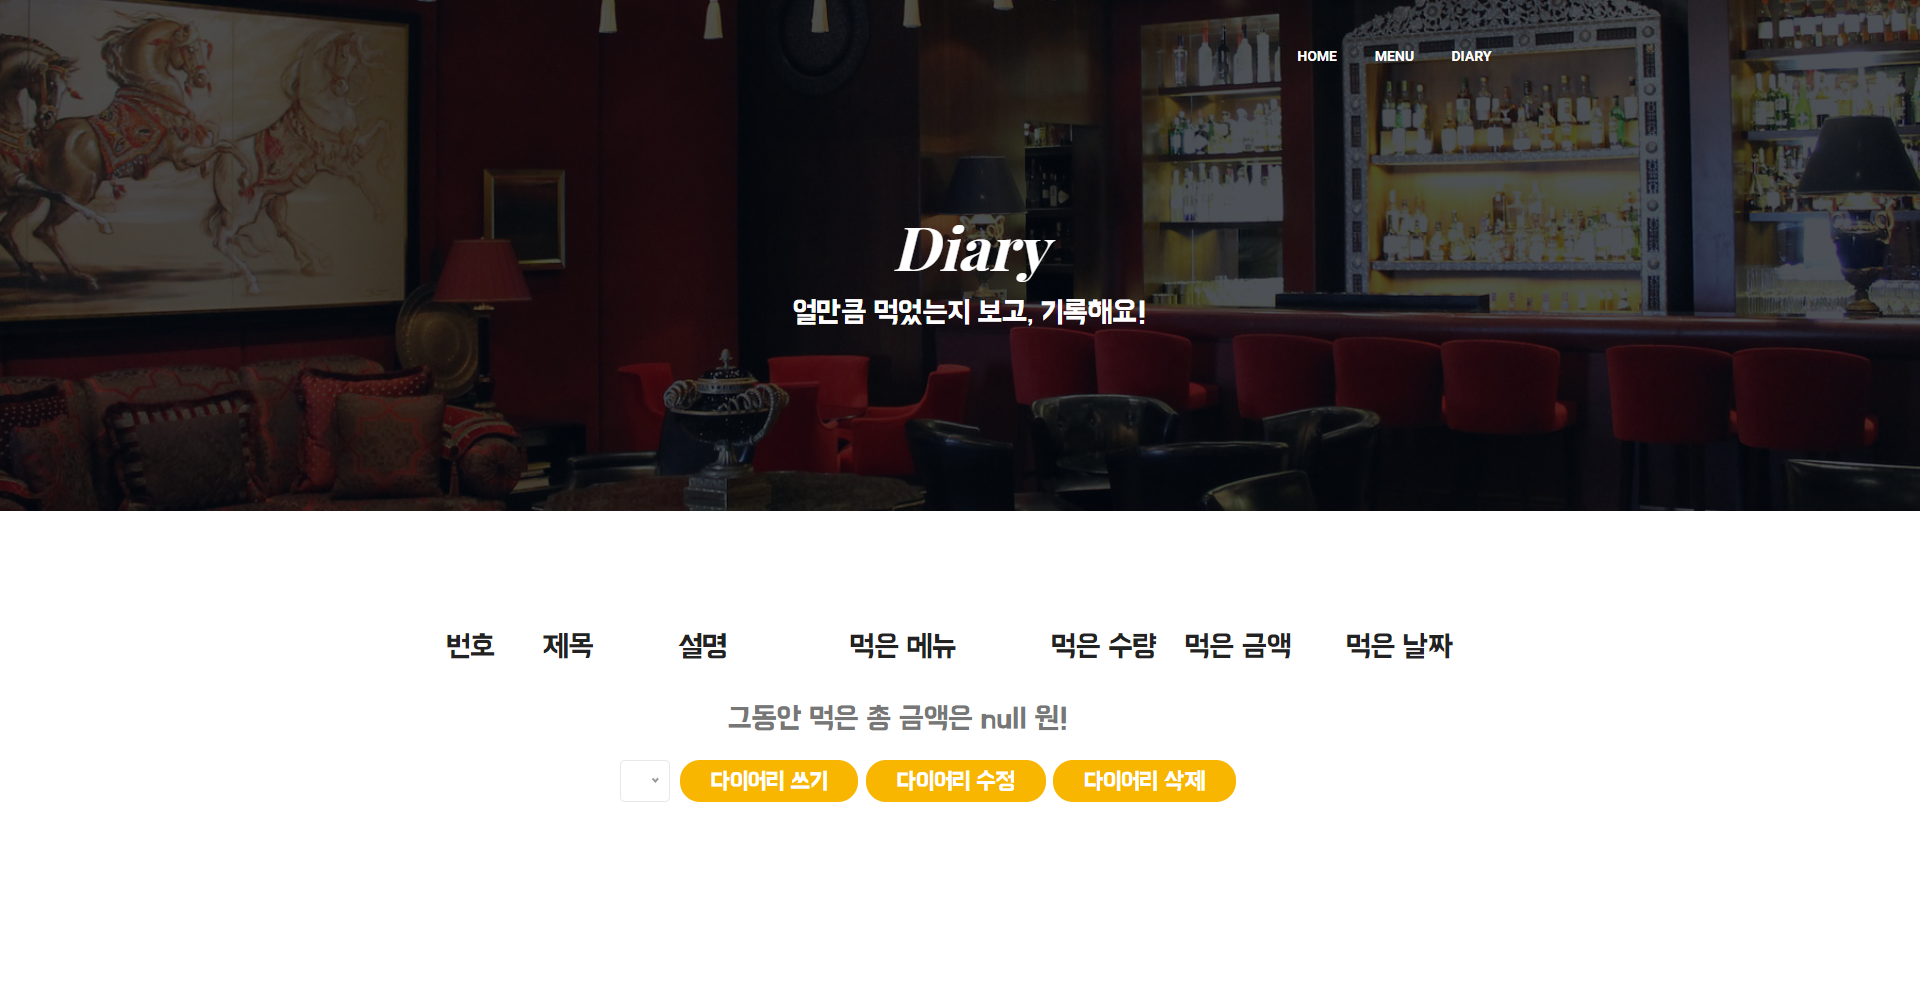 HOME MENU DIARY
Diary
얼만큼 먹었는지 보고, 기록해요!
번호 제목 설명 먹은 메뉴 먹은 수량 먹은 금액 먹은 날짜
그동안 먹은 총 금액은 null 원!
다이어리 쓰기 다이어리 수정 다이어리 삭제